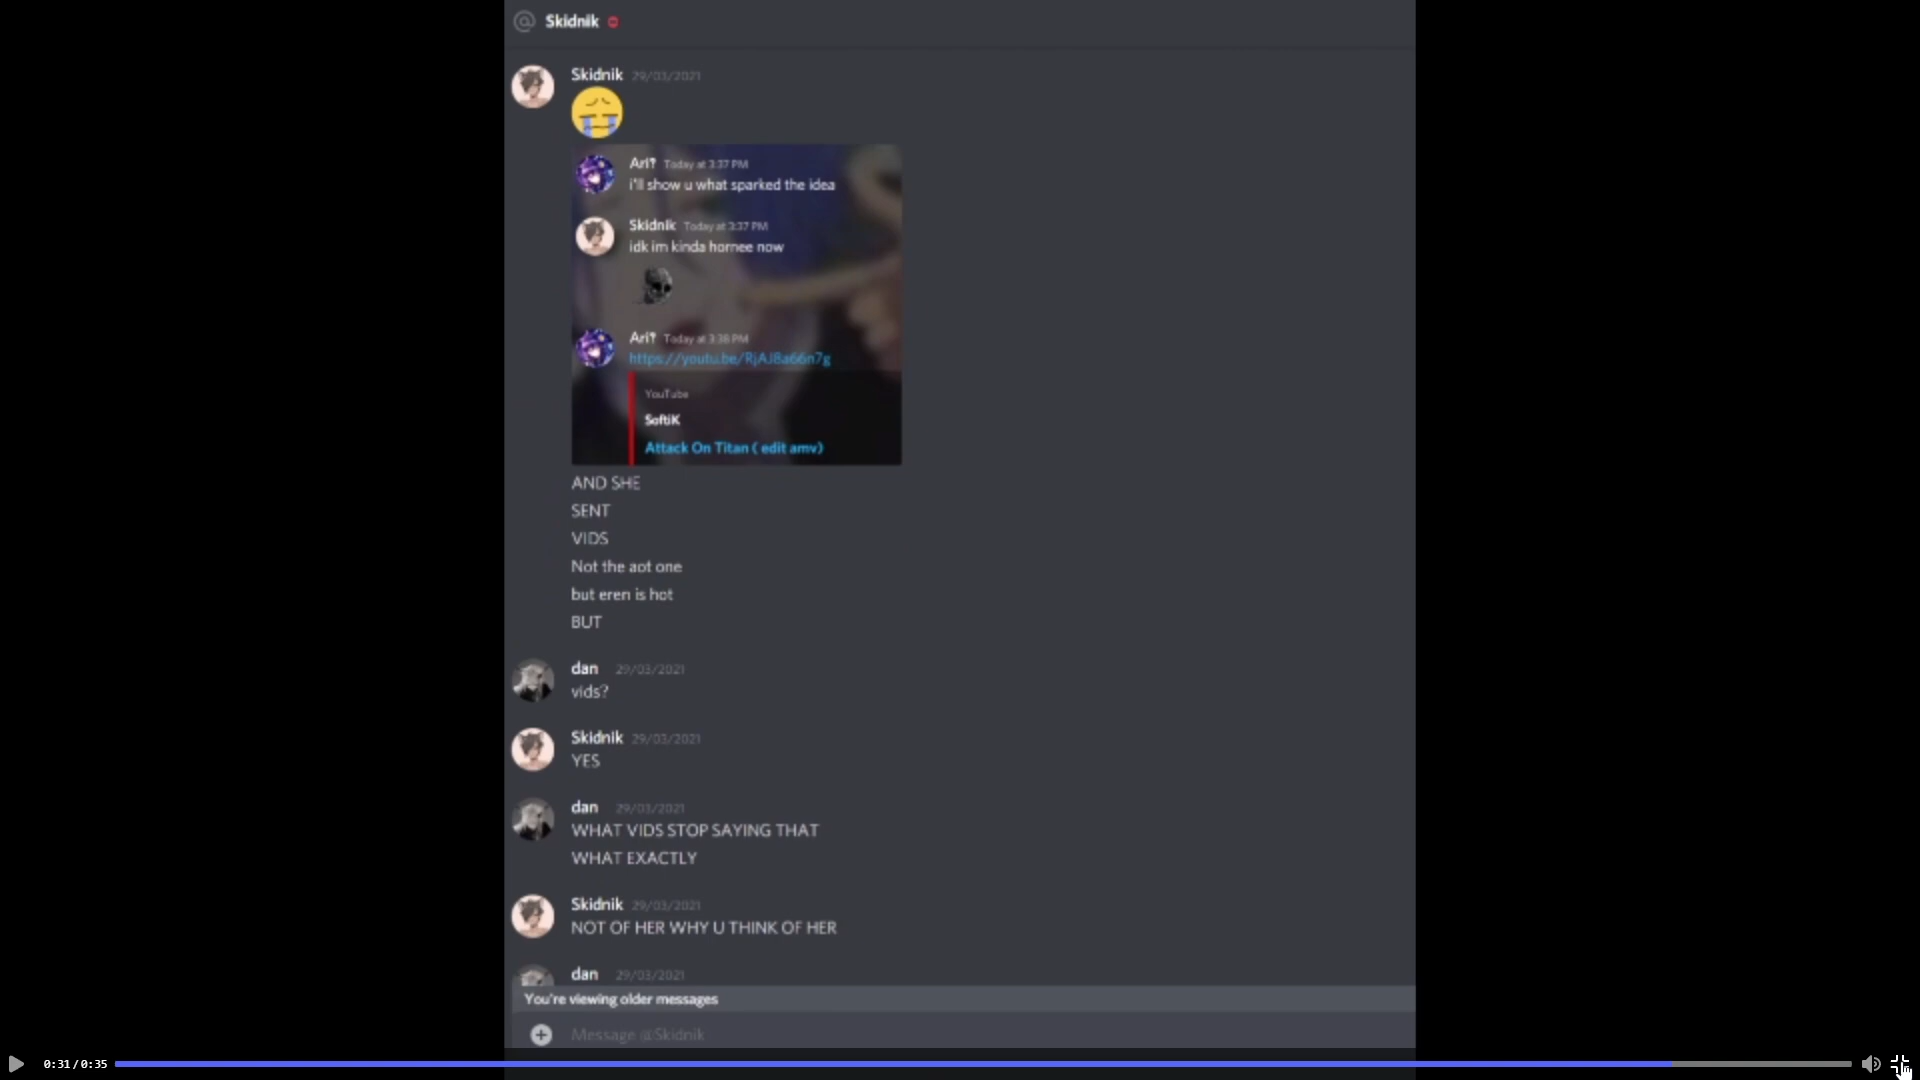 Skidnik
Skidnik 29/03/2021
Ari? Today at 3:37 PM
i'll show u what sparked the idea
Skidnik Today at 3:37 PM
idk im kinda hornee now
Ari? Today at 3:38 PM
https://youtu.be/RjAJ8a66n7g
YouTube
SoftiK
Attack On Titan ( edit amv)
AND SHE
SENT
VIDS
Not the aot one
but eren is hot
BUT
dan 29/03/2021
vids?
Skidnik 29/03/2021
YES
dan 29/03/2021
WHAT VIDS STOP SAYING THAT
WHAT EXACTLY
Skidnik 29/03/2021
NOT OF HER WHY U THINK OF HER
dan 29/03/2021
You're viewing older messages
Message @Skidnik
0:31/0:35